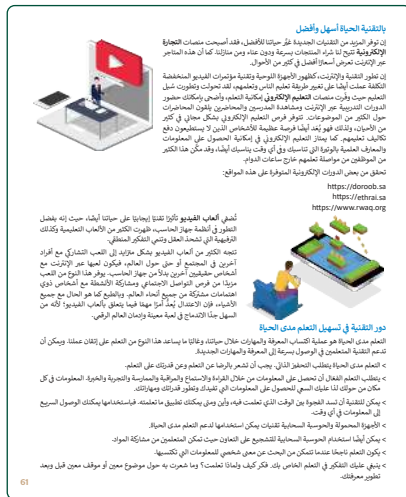 بالتقنية الحياة أسهل وأفضل
إن توفر المزيد من التقنيات الجديدة غيّر حياتنا للأفضل، فقد أصبحت منصات التجارة
الإلكترونية تتيح لنا شراء المنتجات بسرعة ودون عناء ومن منازلنا. كما أن هذه المتاجر
عبر الإنترنت تعرض أسعارًا أفضل في كثير من الأحوال.
إن تطور التقنية والإنترنت، كظهور الأجهزة اللوحية وتقنية مؤتمرات الفيديو المنخفضة
التكلفة عملت أيضًا على تغيير طريقة تعليم الناس وتعلمهم، لقد تحولت وتطورت سُبل
التعليم حيث وفّرت منصات التعليم الإلكتروني إمكانية التعلم، وأضحى بإمكانك حضور
الدورات التدريبية عبر الإنترنت ومشاهدة المدرسين والمحاضرين يلقون المحاضرات
حول الكثير من الموضوعات. تتوفر فرص التعليم الإلكتروني بشكل مجاني في كثير
من الأحيان، ولذلك فهو يُعد أيضًا فرصة عظيمة للأشخاص الذين لا يستطيعون دفع
تكاليف تعليمهم. كما يمتاز التعليم الإلكتروني في إمكانية الحصول على المعلومات
والمعارف العلمية بالوتيرة التي تناسبك وفي أي وقت يناسبك أيضًا، وقد مكّن هذا الكثير
من الموظفين من مواصلة تعلمهم خارج ساعات الدوام.
تحقق من بعض الدورات الإلكترونية المتوفرة على هذه المواقع:
https://doroob.sa
https://ethrai.sa
https://www.rwaq.org
تُضفي ألعاب الفيديو تأثيرًا تقنيًا إيجابيًا على حياتنا أيضًا، حيث إنه بفضل
التطور في أنظمة جهاز الحاسب، ظهرت الكثير من الألعاب التعليمية وكذلك
الترفيهية التي تشحذ العقل وتنمي التفكير المنطقي.
تتجه الكثير من ألعاب الفيديو بشكل متزايد إلى اللعب التشاركي مع أفراد
آخرين في المجتمع أو حتى حول العالم، فيكون لعبها عبر الإنترنت مع
أشخاص حقيقيين آخرين بدلًا من جهاز الحاسب. يوفر هذا النوع من اللعب
مزيدًا من فرص التواصل الاجتماعي ومشاركة الأنشطة مع أشخاص ذوي
اهتمامات مشتركة من جميع أنحاء العالم. وبالطبع كما هو الحال مع جميع
الأشياء، فإن الاعتدال يُعدُّ أمرًا مهمًا فيما يتعلق بألعاب الفيديو؛ لأنه من
السهل جدًا الاندماج في لعبة معينة وإدمان العالم الرقمي.
دور التقنية في تسهيل التعلم مدى الحياة
التعلم مدى الحياة هو عملية اكتساب المعرفة والمهارات خلال حياتنا، وغالبًا ما يساعد هذا النوع من التعلم على إتقان عملنا. ويمكن أن
تدعم التقنية المتعلمين في الوصول بسرعة إلى المعرفة والمهارات الجديدة.
> التعلم مدى الحياة يتطلب التحفيز الذاتي. يجب أن تشعر بالرضا عن التعلم وعن قدرتك على التعلم.
> يتطلب التعلم الفعال أن تحصل على المعلومات من خلال القراءة والاستماع والمراقبة والممارسة والتجربة والخبرة. المعلومات في كل
مكان من حولك لذا عليك السعي للحصول على المعلومات التي تفيدك وتطور قدراتك ومهاراتك.
> يمكن للتقنية أن تسد الفجوة بين الوقت الذي تعلمت فيه، وأين ومتى يمكنك تطبيق ما تعلمته. فباستخدامها يمكنك الوصول السريع
إلى المعلومات في أي وقت.
> الأجهزة المحمولة والحوسبة السحابية تقنيات يمكن استخدامها لدعم التعلم مدى الحياة.
> يمكن أيضًا استخدام الحوسبة السحابية للتشجيع على التعاون حيث تمكن المتعلمين من مشاركة المواد.
> يكون التعلم ناجحًا عندما تتمكن من البحث عن معنى شخصي للمعلومات التي تكتسبها.
> ينبغي عليك التفكير في التعلم الخاص بك. فكر كيف ولماذا تعلمت؟ وما شعرت به حول موضوع معين أو موقف معين قبل وبعد
تطوير معرفتك.
61